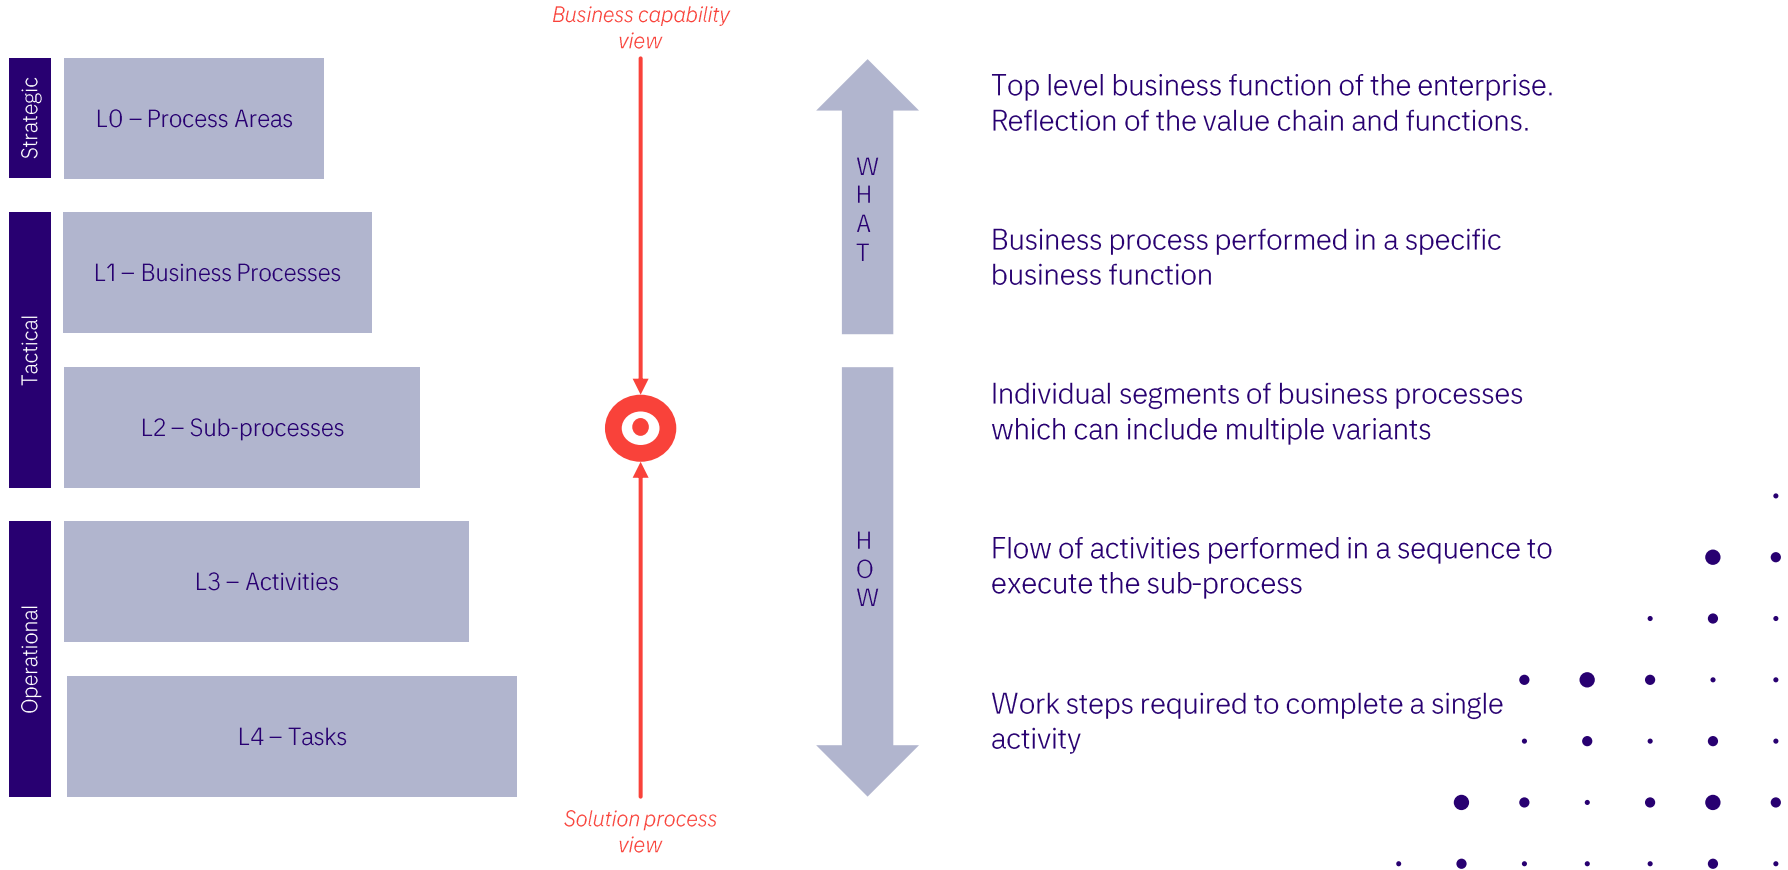 Business capability
view
Strategic
L0 – Process Areas
Top level business function of the enterprise.
Reflection of the value chain and functions.
W
H
A
T
Tactical
L1 – Business Processes
Business process performed in a specific
business function
L2 – Sub-processes
Individual segments of business processes
which can include multiple variants
H
O
W
Operational
L3 – Activities
Flow of activities performed in a sequence to
execute the sub-process
L4 – Tasks
Work steps required to complete a single
activity
Solution process
view